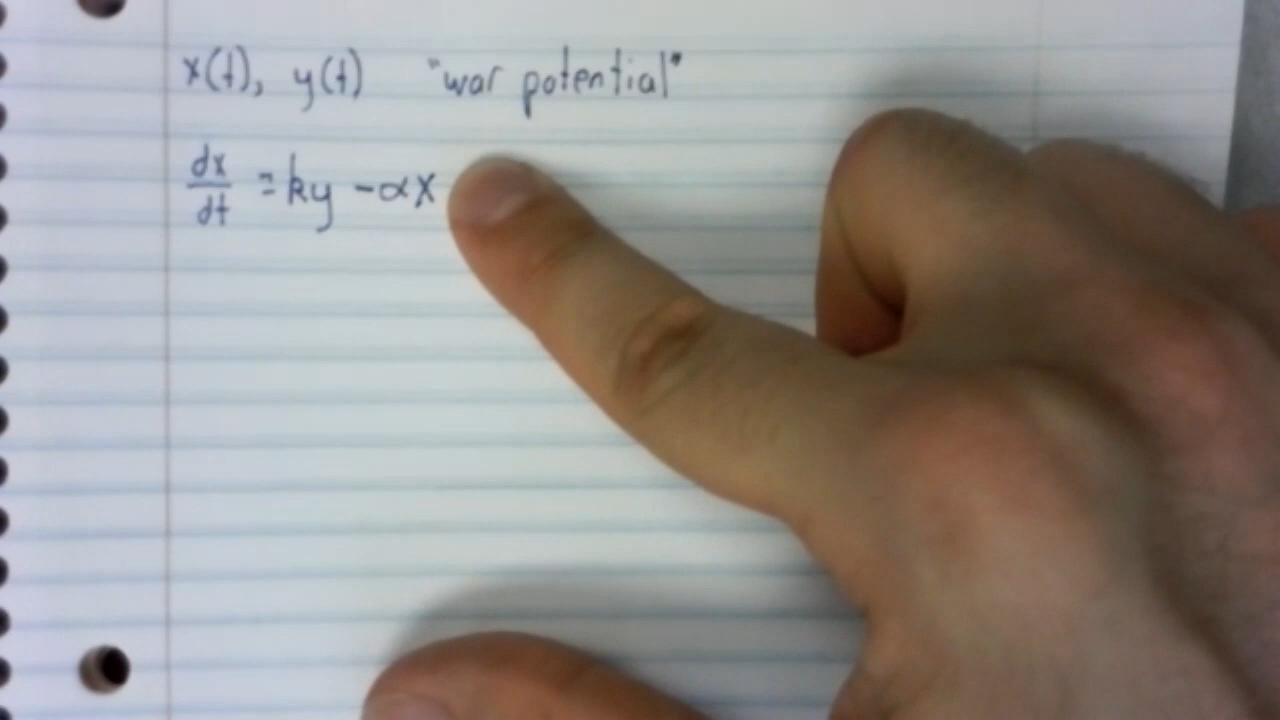 x(t), y(t) "war potential"
dx/dt = ky - αx